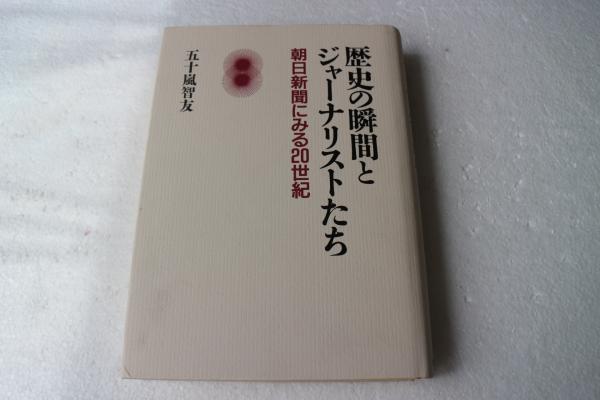 歴史の瞬間と
ジャーナリストたち
朝日新聞にみる20世紀
五十嵐智友